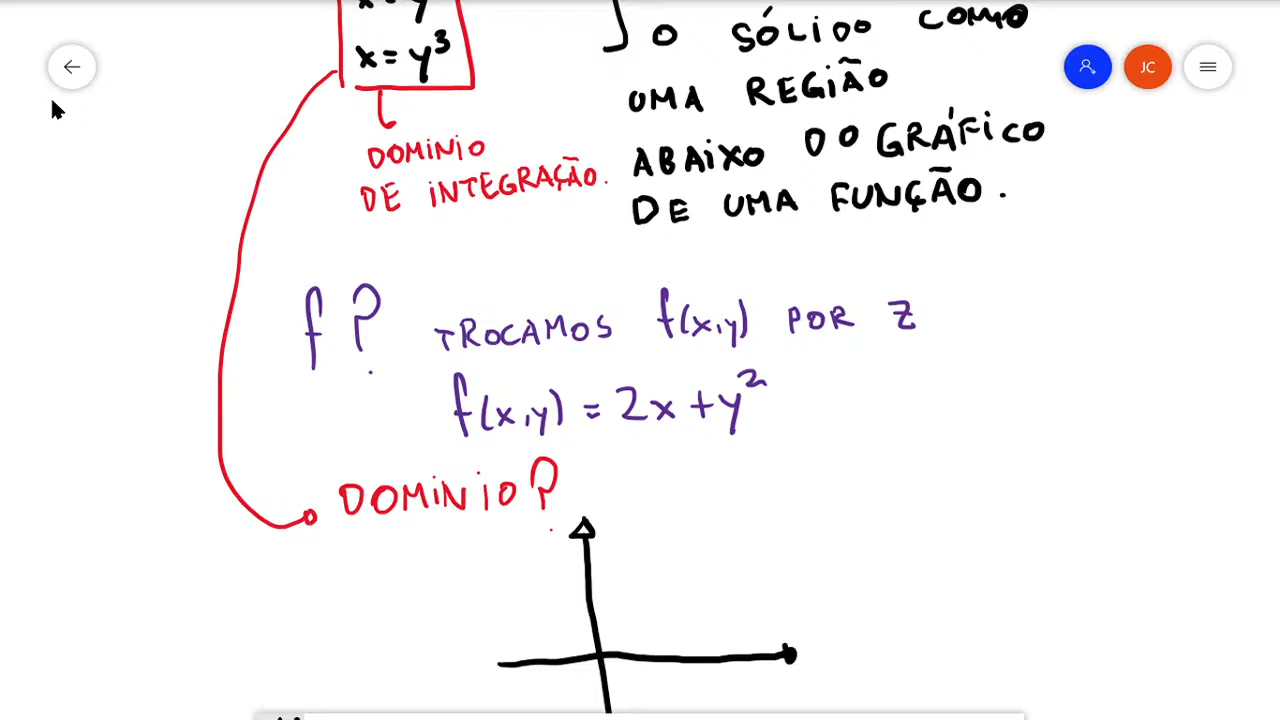 x = y³
O SÓLIDO COMO
UMA REGIÃO
ABAIXO DO GRÁFICO
DE UMA FUNÇÃO.
DOMINIO
DE INTEGRAÇÃO.
JC
f? TROCAMOS f(x,y) POR Z
f(x,y) = 2x + y²
DOMINIO?